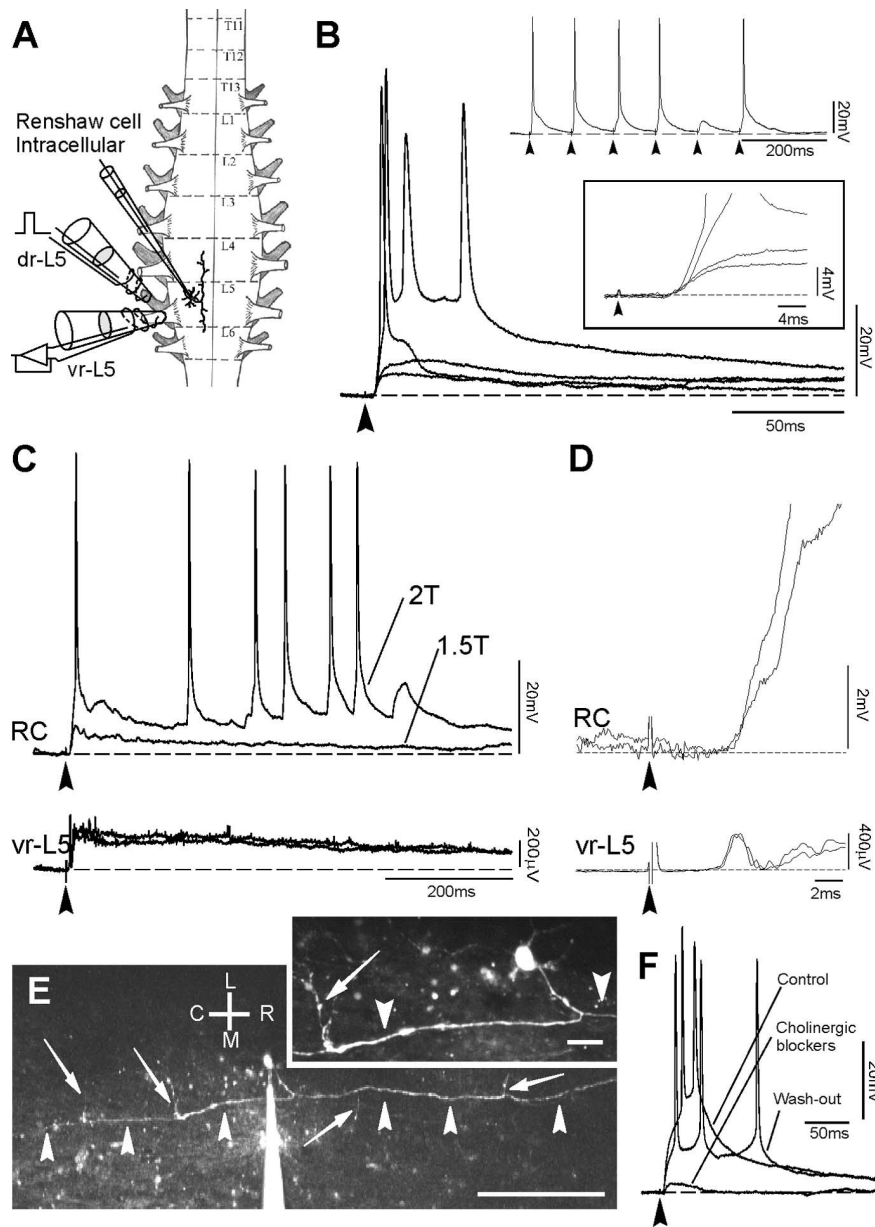 A
T11
T12
T13
L1
L2
L3
L4
L5
L6
Renshaw cell
Intracellular
dr-L5
vr-L5
B
20mV
200ms
4mV
4ms
20mV
50ms
C
2T
1.5T
20mV
RC
vr-L5
200µV
200ms
D
RC
2mV
vr-L5
400µV
2ms
E
L
C
R
M
F
Control
Cholinergic
blockers
Wash-out
20mV
50ms